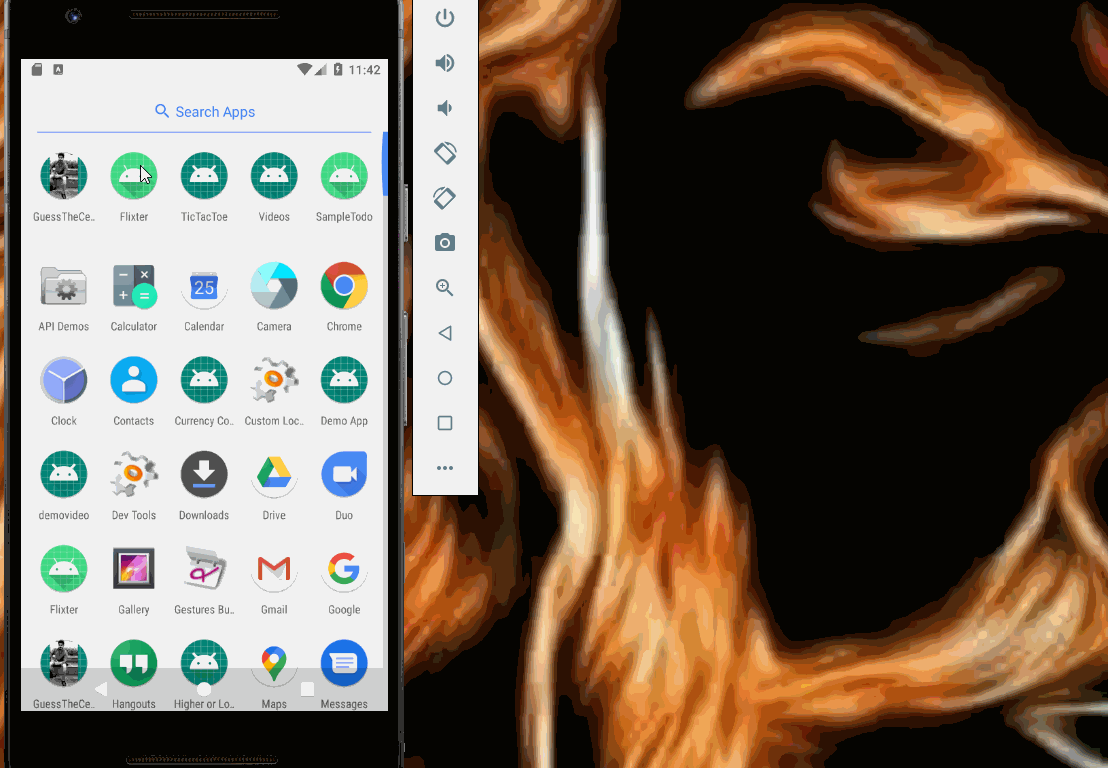 11:42
Search Apps
GuessTheCe.. Flixter TicTacToe Videos SampleTodo
25
API Demos Calculator Calendar Camera Chrome
Clock Contacts Currency Co.. Custom Loc.. Demo App
demovideo Dev Tools Downloads Drive Duo
Flixter Gallery Gestures Bu.. Gmail Google
GuessTheCe.. Hangouts Higher or Lo.. Maps Messages